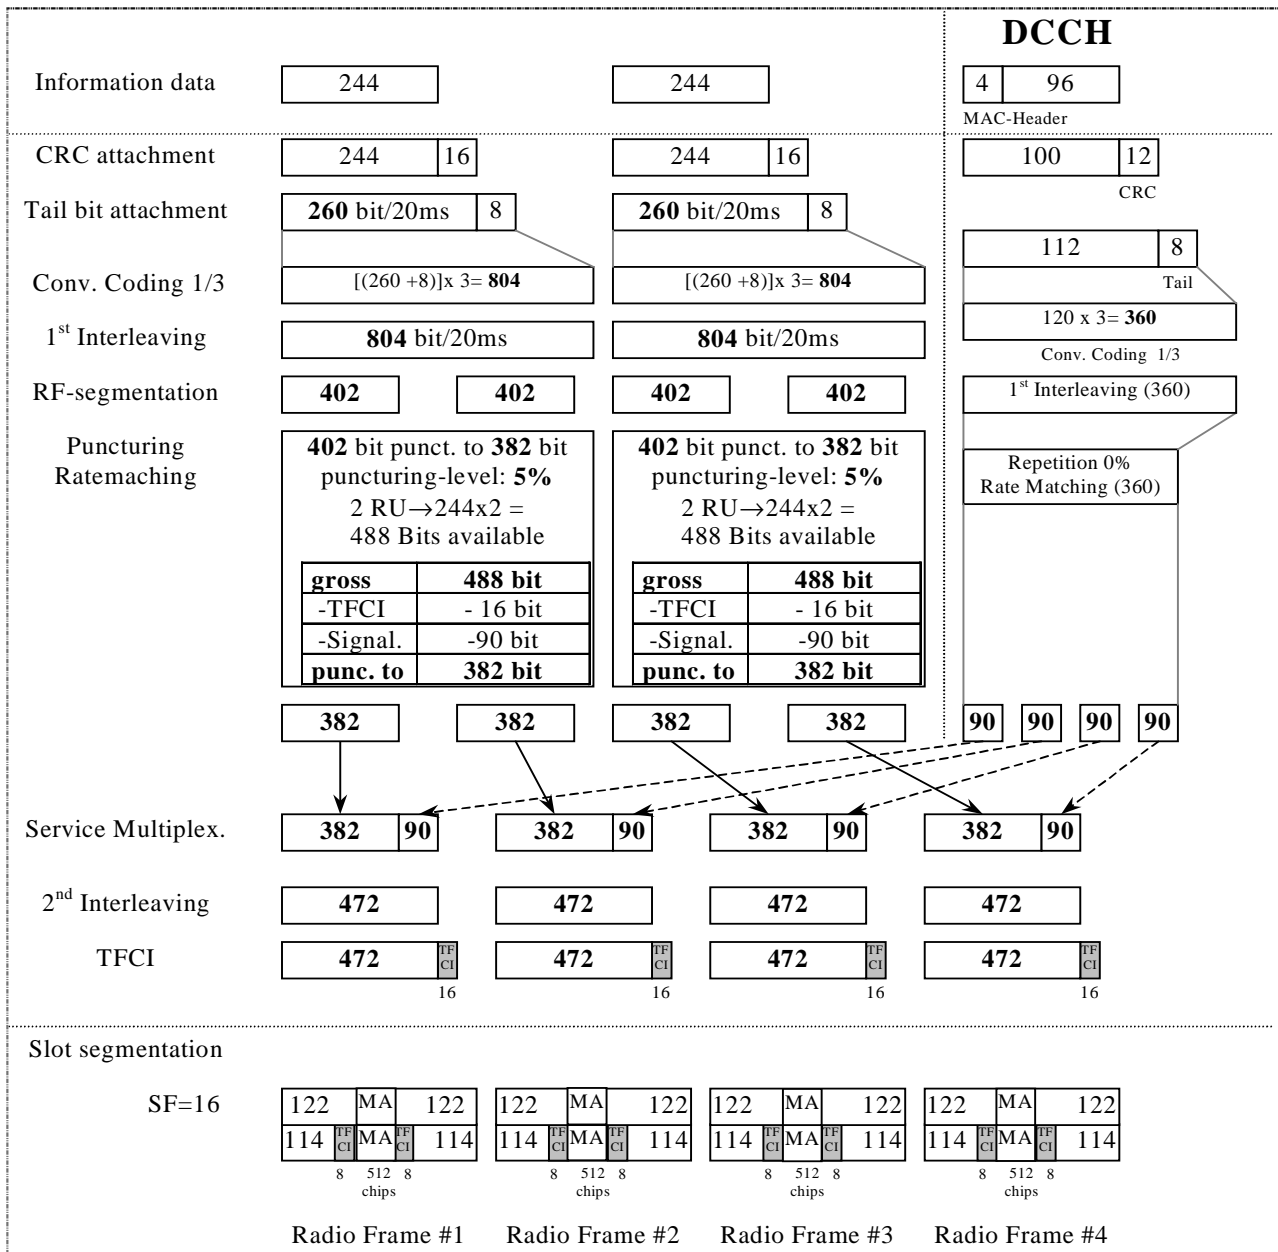 DCCH
Information data 244 244 4 96
MAC-Header
CRC attachment 244 16 244 16 100 12
CRC
Tail bit attachment 260 bit/20ms 8 260 bit/20ms 8
112 8
Tail
Conv. Coding 1/3 [(260 +8)]x 3= 804 [(260 +8)]x 3= 804
120 x 3= 360
Conv. Coding 1/3
1st Interleaving 804 bit/20ms 804 bit/20ms
RF-segmentation 402 402 402 402 1st Interleaving (360)
Puncturing 402 bit punct. to 382 bit 402 bit punct. to 382 bit
Ratemaching puncturing-level: 5% puncturing-level: 5%
Repetition 0%
Rate Matching (360)
2 RU→244x2 = 2 RU→244x2 =
488 Bits available 488 Bits available
gross 488 bit gross 488 bit
-TFCI - 16 bit -TFCI - 16 bit
-Signal. -90 bit -Signal. -90 bit
punc. to 382 bit punc. to 382 bit
382 382 382 382 90 90 90 90
Service Multiplex. 382 90 382 90 382 90 382 90
2nd Interleaving 472 472 472 472
TFCI 472 TF CI 472 TF CI 472 TF CI 472 TF CI
16 16 16 16
Slot segmentation
SF=16 122 MA 122 122 MA 122 122 MA 122 122 MA 122
114 TF CI MA TF CI 114 114 TF CI MA TF CI 114 114 TF CI MA TF CI 114 114 TF CI MA TF CI 114
8 512 8 8 512 8 8 512 8 8 512 8
chips chips chips chips
Radio Frame #1 Radio Frame #2 Radio Frame #3 Radio Frame #4